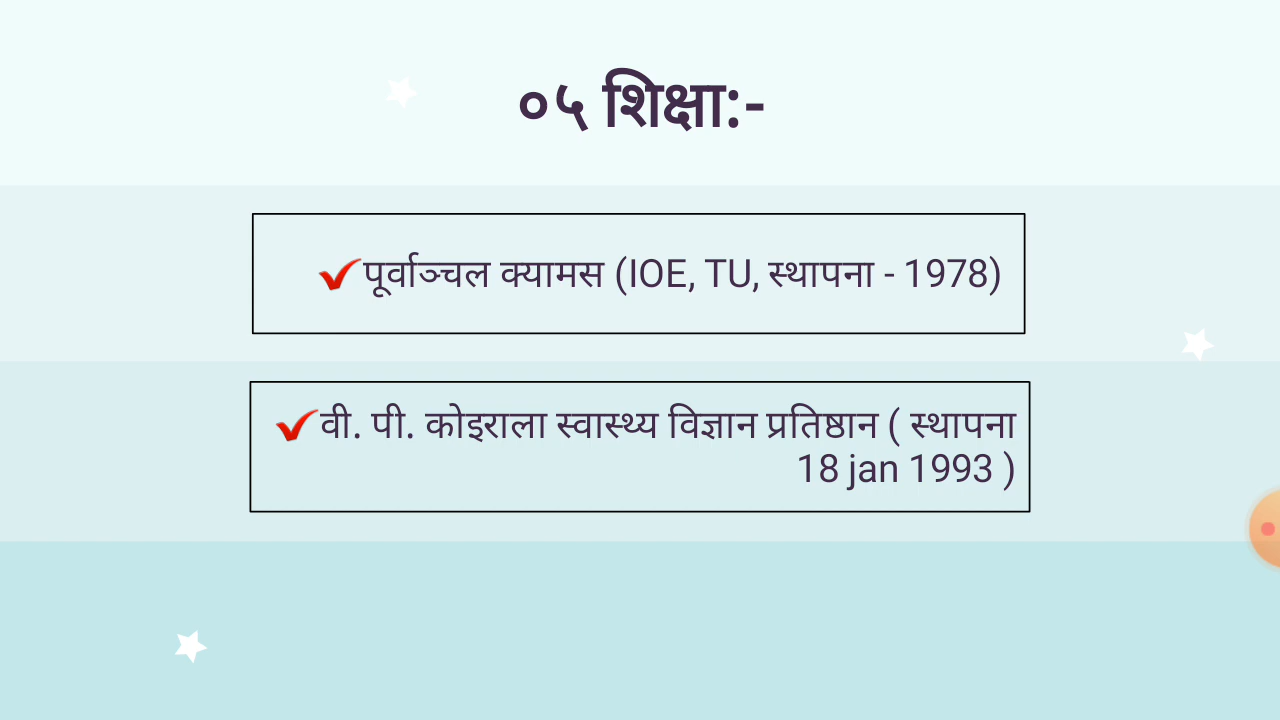 ०५ शिक्षा:-
पूर्वाञ्चल क्यामस (IOE, TU, स्थापना - 1978)
वी. पी. कोइराला स्वास्थ्य विज्ञान प्रतिष्ठान ( स्थापना
18 jan 1993 )